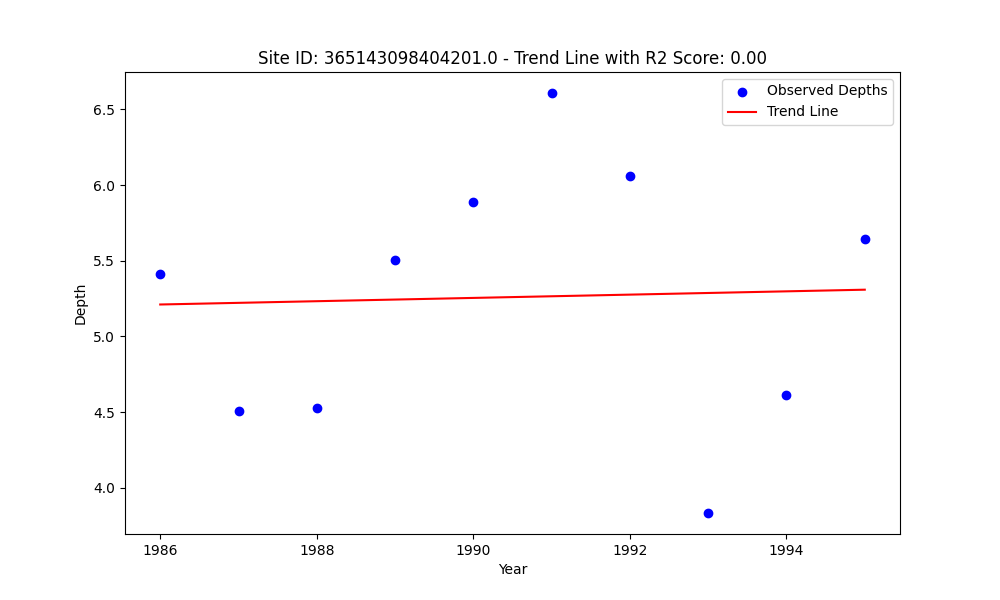 Site ID: 365143098404201.0 - Trend Line with R2 Score: 0.00
Observed Depths
Trend Line
6.5
6.0
5.5
5.0
4.5
4.0
Depth
1986
1988
1990
1992
1994
Year